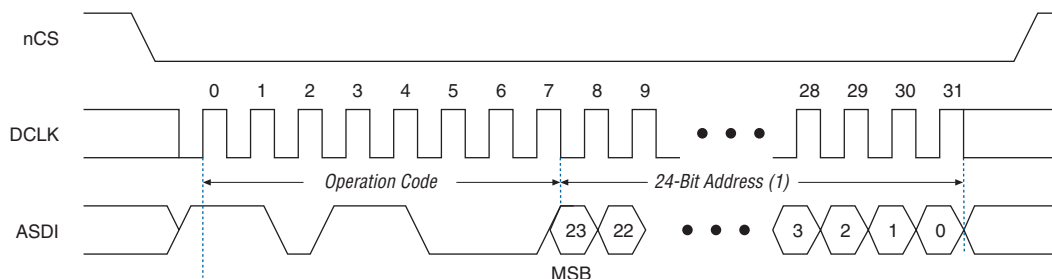 nCS
0 1 2 3 4 5 6 7 8 9 28 29 30 31
DCLK
Operation Code 24-Bit Address (1)
ASDI 23 22 3 2 1 0
MSB